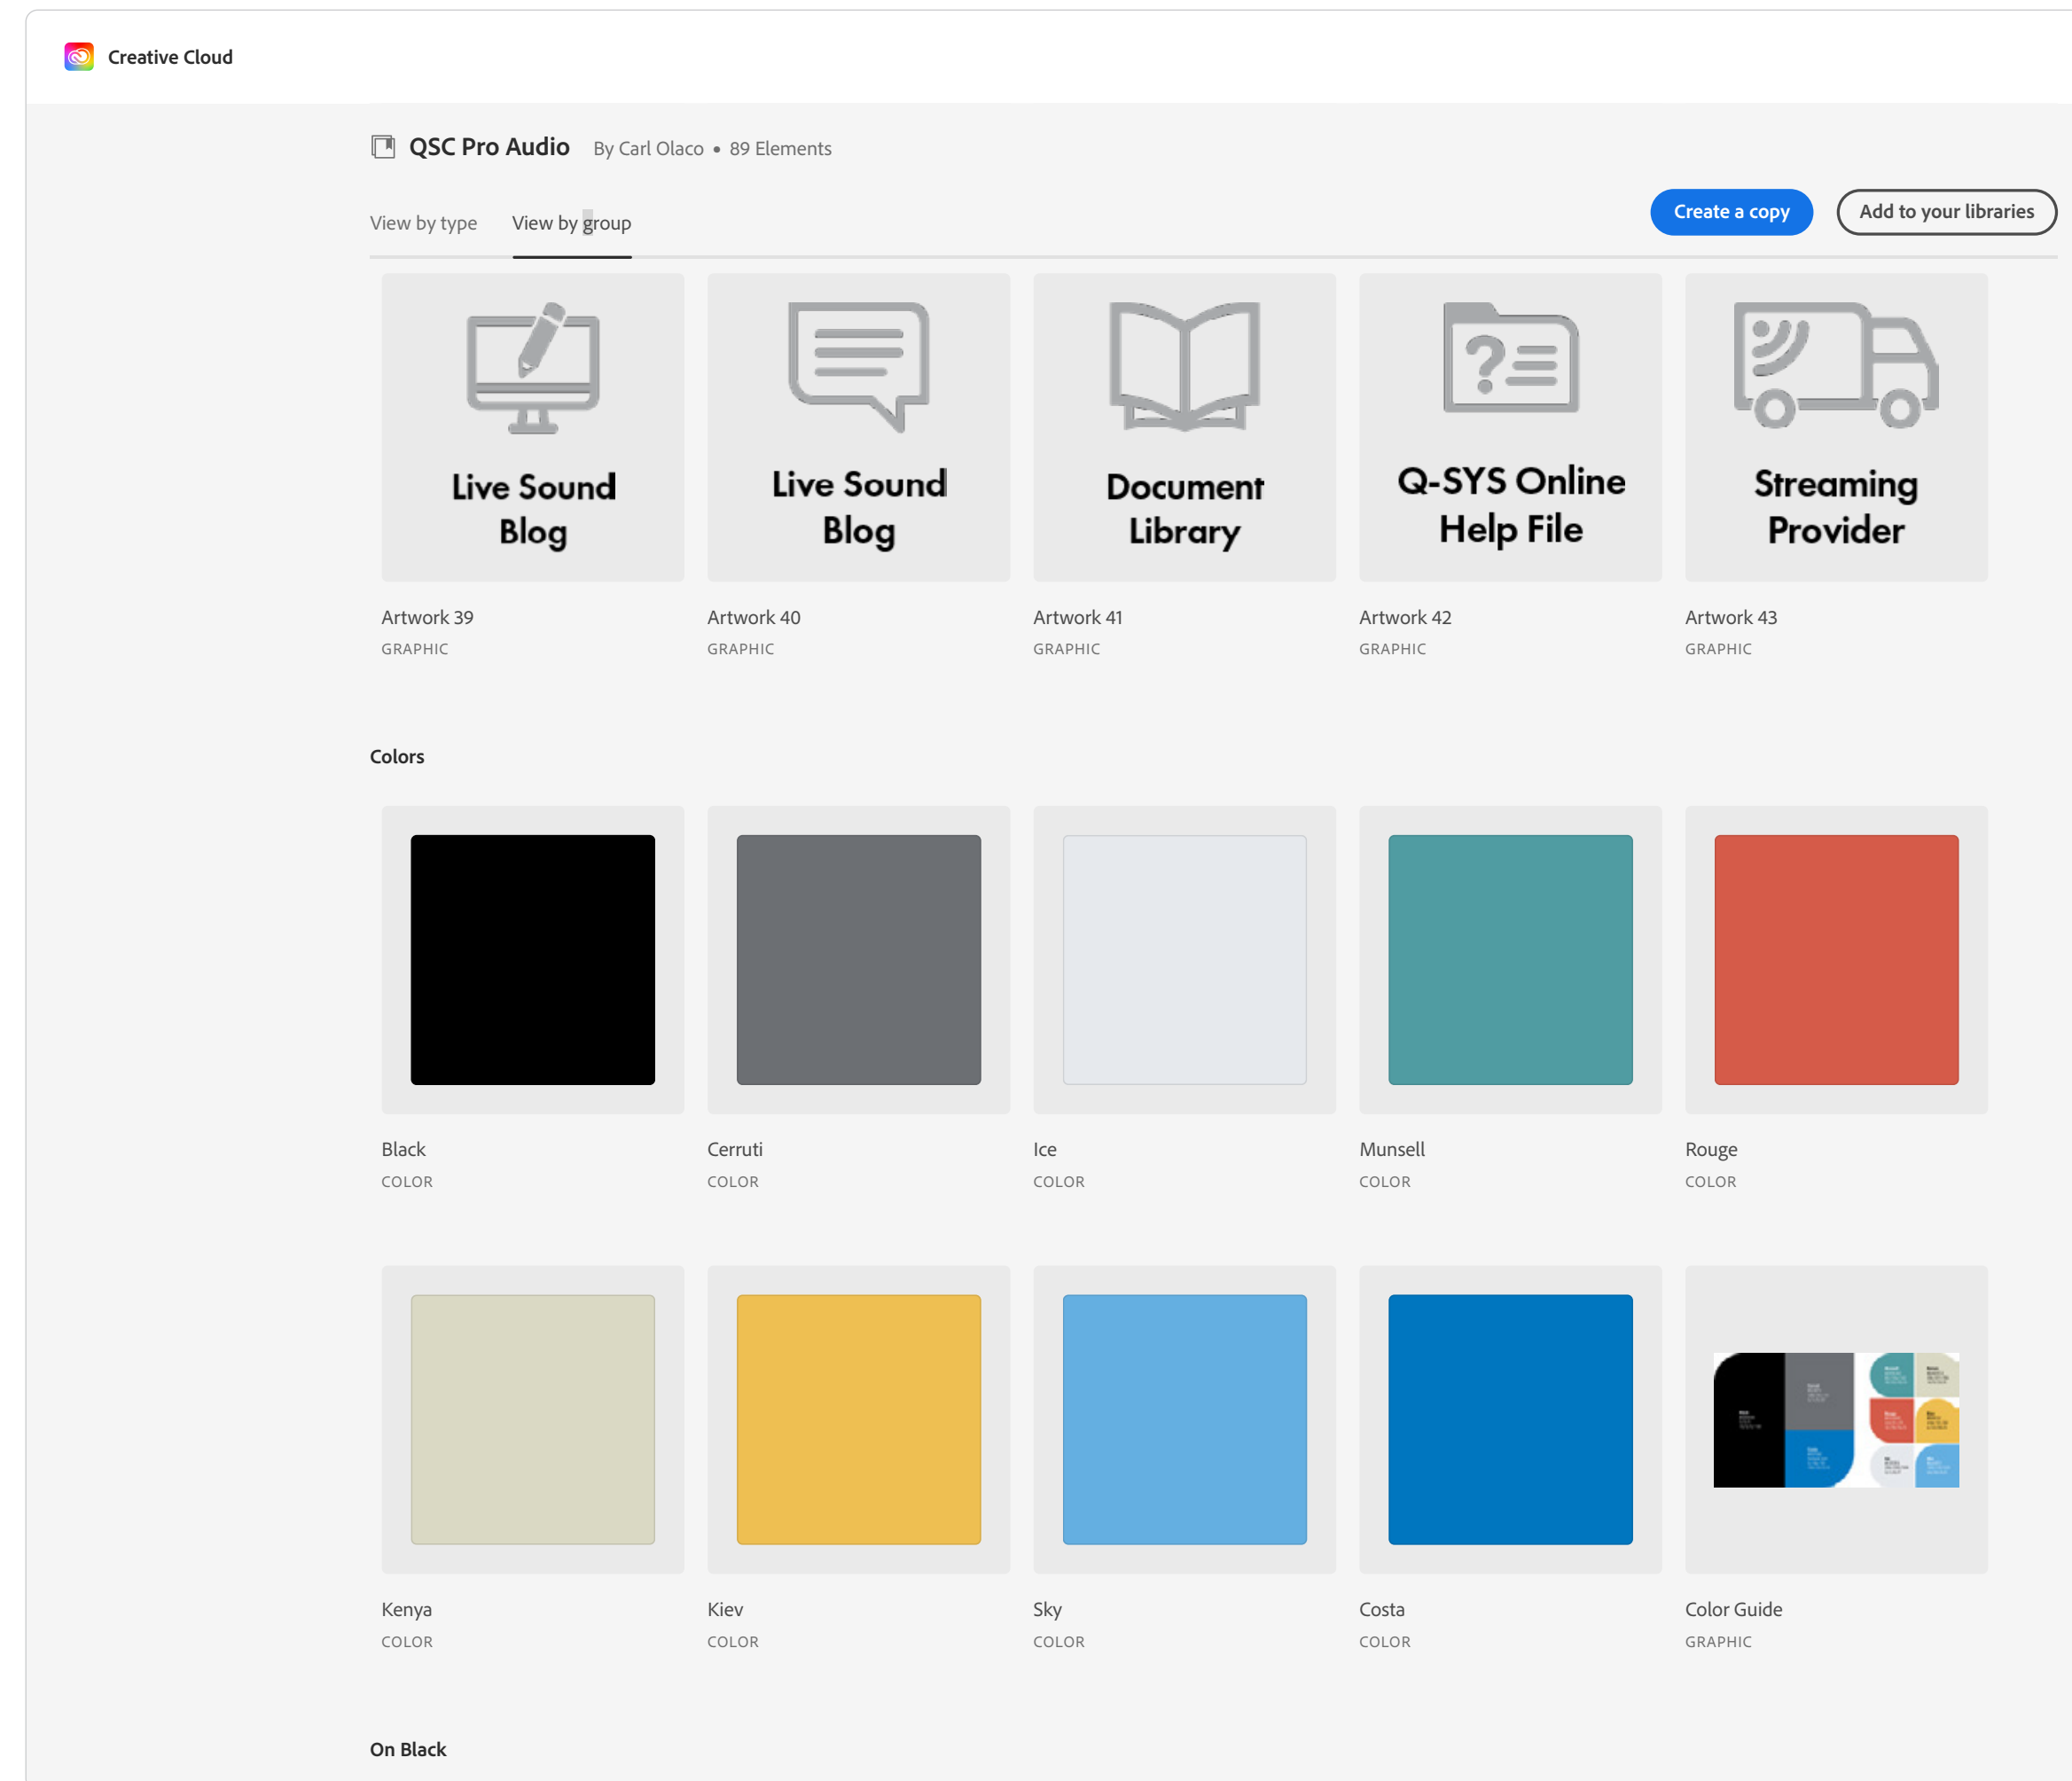 Creative Cloud
QSC Pro Audio By Carl Olaco • 89 Elements
View by type View by group Create a copy Add to your libraries
Live Sound
Blog
Live Sound
Blog
Document
Library
Q-SYS Online
Help File
Streaming
Provider
Artwork 39 Artwork 40 Artwork 41 Artwork 42 Artwork 43
GRAPHIC GRAPHIC GRAPHIC GRAPHIC GRAPHIC
Colors
Black Cerruti Ice Munsell Rouge
COLOR COLOR COLOR COLOR COLOR
Kenya Kiev Sky Costa Color Guide
COLOR COLOR COLOR COLOR GRAPHIC
On Black